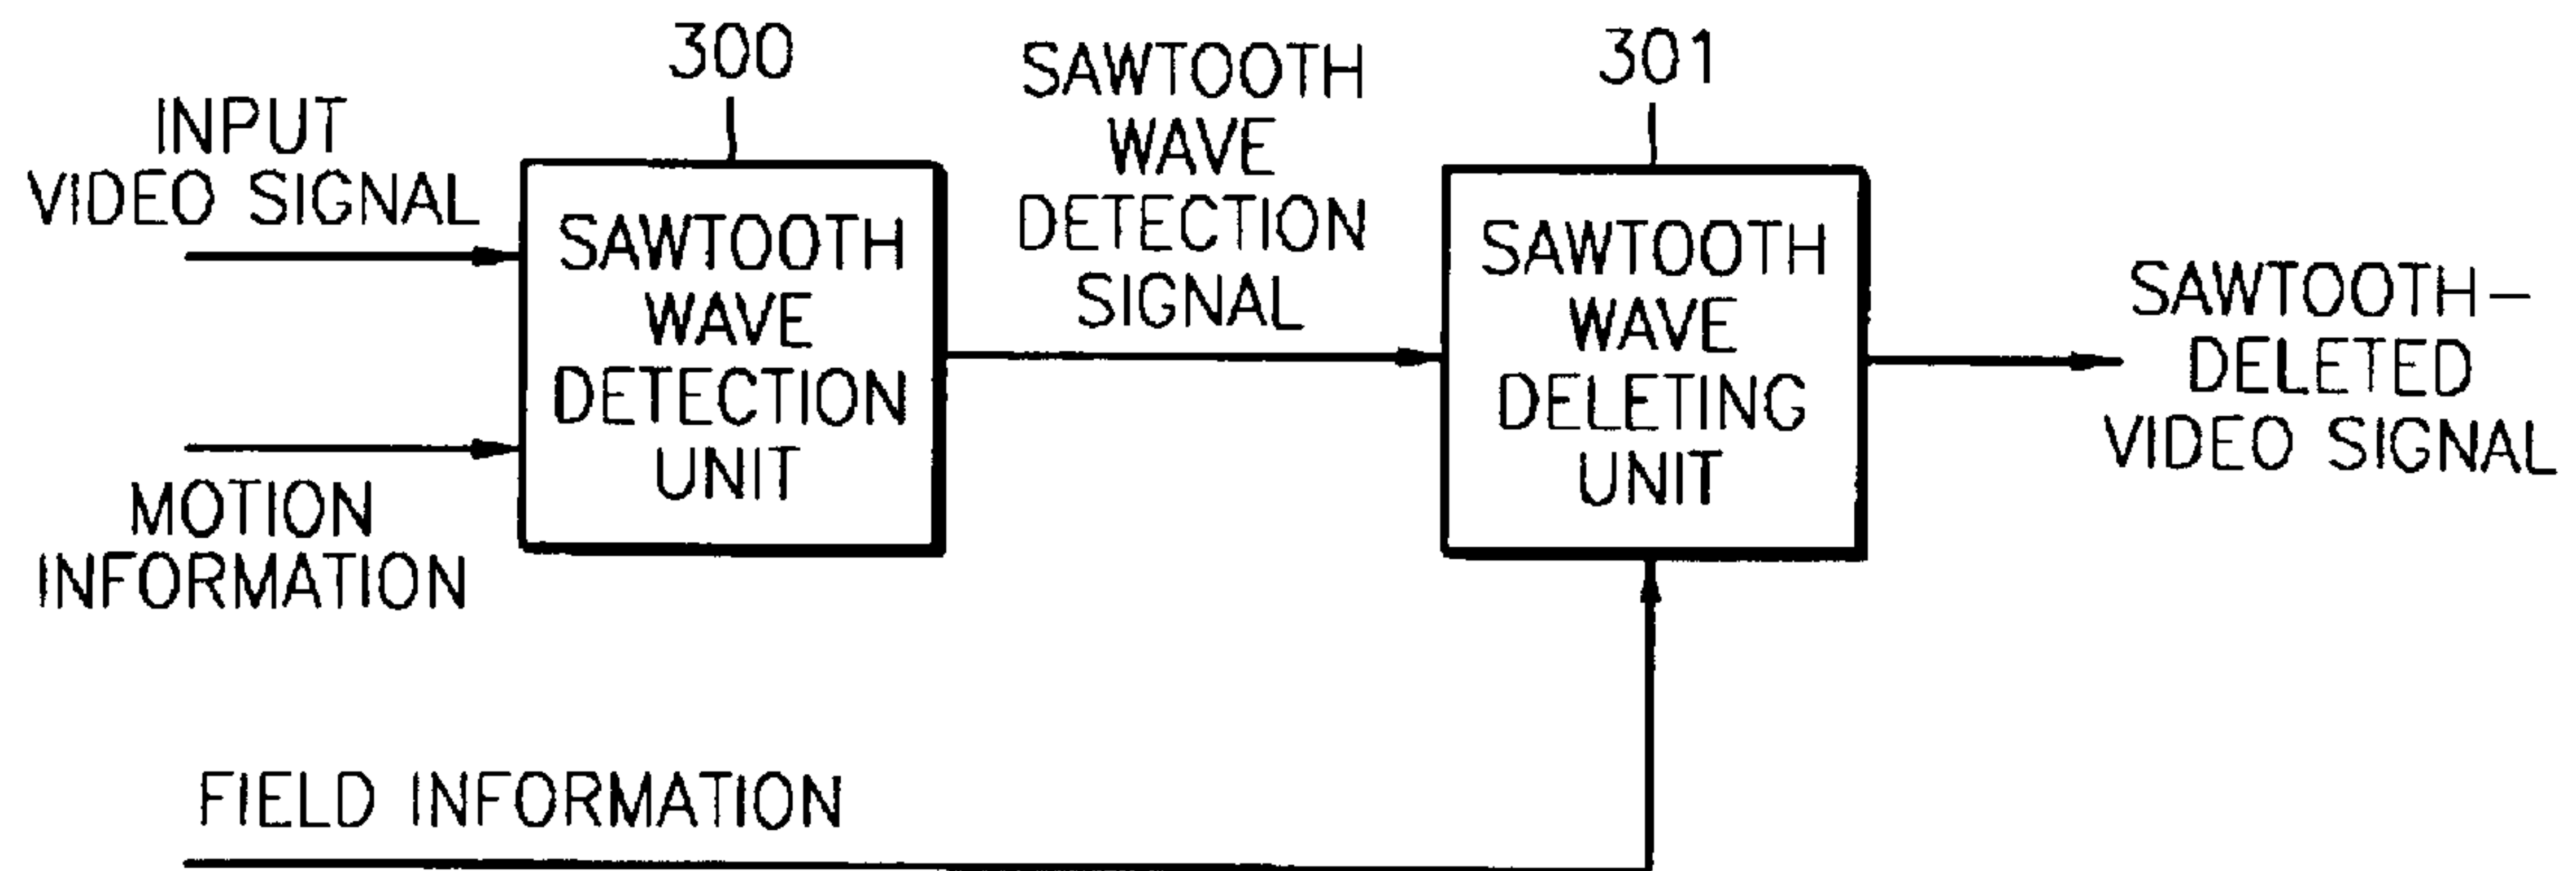 300
301
INPUT
VIDEO SIGNAL
MOTION
INFORMATION
SAWTOOTH
WAVE
DETECTION
UNIT
SAWTOOTH
WAVE
DETECTION
SIGNAL
SAWTOOTH
WAVE
DELETING
UNIT
SAWTOOTH-
DELETED
VIDEO SIGNAL
FIELD INFORMATION